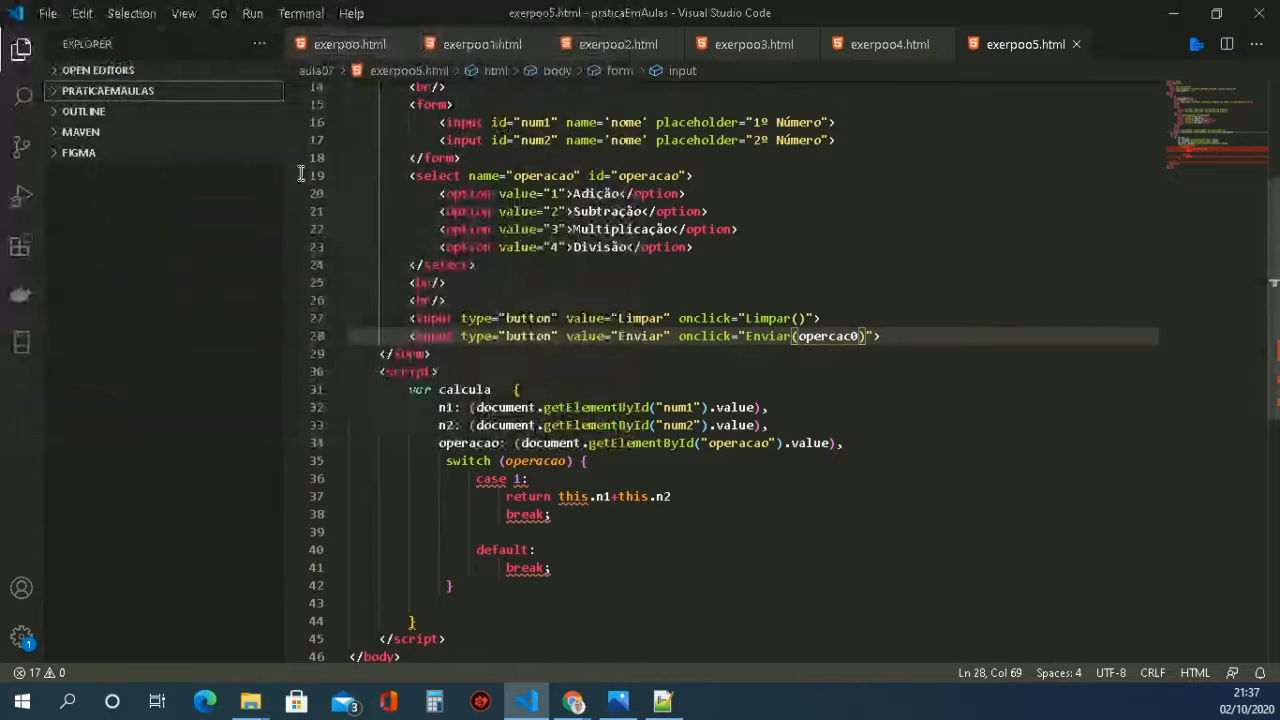 File Edit Selection View Go Run Terminal Help
exerpoo5.html - praticaEmAulas - Visual Studio Code
EXPLORER
exerpoo.html exerpoo1.html exerpoo2.html exerpoo3.html exerpoo4.html exerpoo5.html
OPEN EDITORS
PRATICAEMAULAS
OUTLINE
MAVEN
FIGMA
aula07 > exerpoo5.html > html > body > form > input
14 <br/>
15 <form>
16 <input id="num1" name='nome' placeholder="1º Número">
17 <input id="num2" name='nome' placeholder="2º Número">
18 </form>
19 <select name="operacao" id="operacao">
20 <option value="1">Adição</option>
21 <option value="2">Subtração</option>
22 <option value="3">Multiplicação</option>
23 <option value="4">Divisão</option>
24 </select>
25 <br/>
26 <br/>
27 <input type="button" value="Limpar" onclick="Limpar()">
28 <input type="button" value="Enviar" onclick="Enviar(opercac0)">
29 </form>
30 <script>
31 var calcula {
32 n1: (document.getElementById("num1").value),
33 n2: (document.getElementById("num2").value),
34 operacao: (document.getElementById("operacao").value),
35 switch (operacao) {
36 case 1:
37 return this.n1+this.n2
38 break;
39
40 default:
41 break;
42 }
43
44 }
45 </script>
46 </body>
17 0
Ln 28, Col 69 Spaces: 4 UTF-8 CRLF HTML
1
3
21:37
02/10/2020